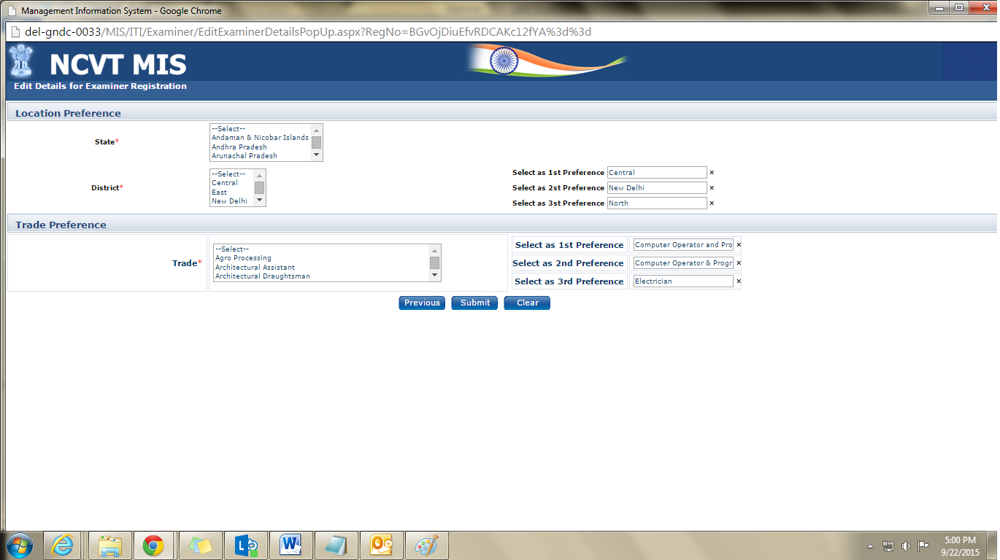 Management Information System - Google Chrome
del-gndc-0033/MIS/ITI/Examiner/EditExaminerDetailsPopUp.aspx?RegNo=BGvOjDiuEfvRDCAKc12fYA%3d%3d
NCVT MIS
Edit Details for Examiner Registration
Location Preference
State*
--Select--
Andaman & Nicobar Islands
Andhra Pradesh
Arunachal Pradesh
District*
--Select--
Central
East
New Delhi
Select as 1st Preference Central ×
Select as 2st Preference New Delhi ×
Select as 3st Preference North ×
Trade Preference
Trade*
--Select--
Agro Processing
Architectural Assistant
Architectural Draughtsman
Select as 1st Preference Computer Operator and Pro ×
Select as 2nd Preference Computer Operator & Progr ×
Select as 3rd Preference Electrician ×
Previous Submit Clear
5:00 PM
9/22/2015